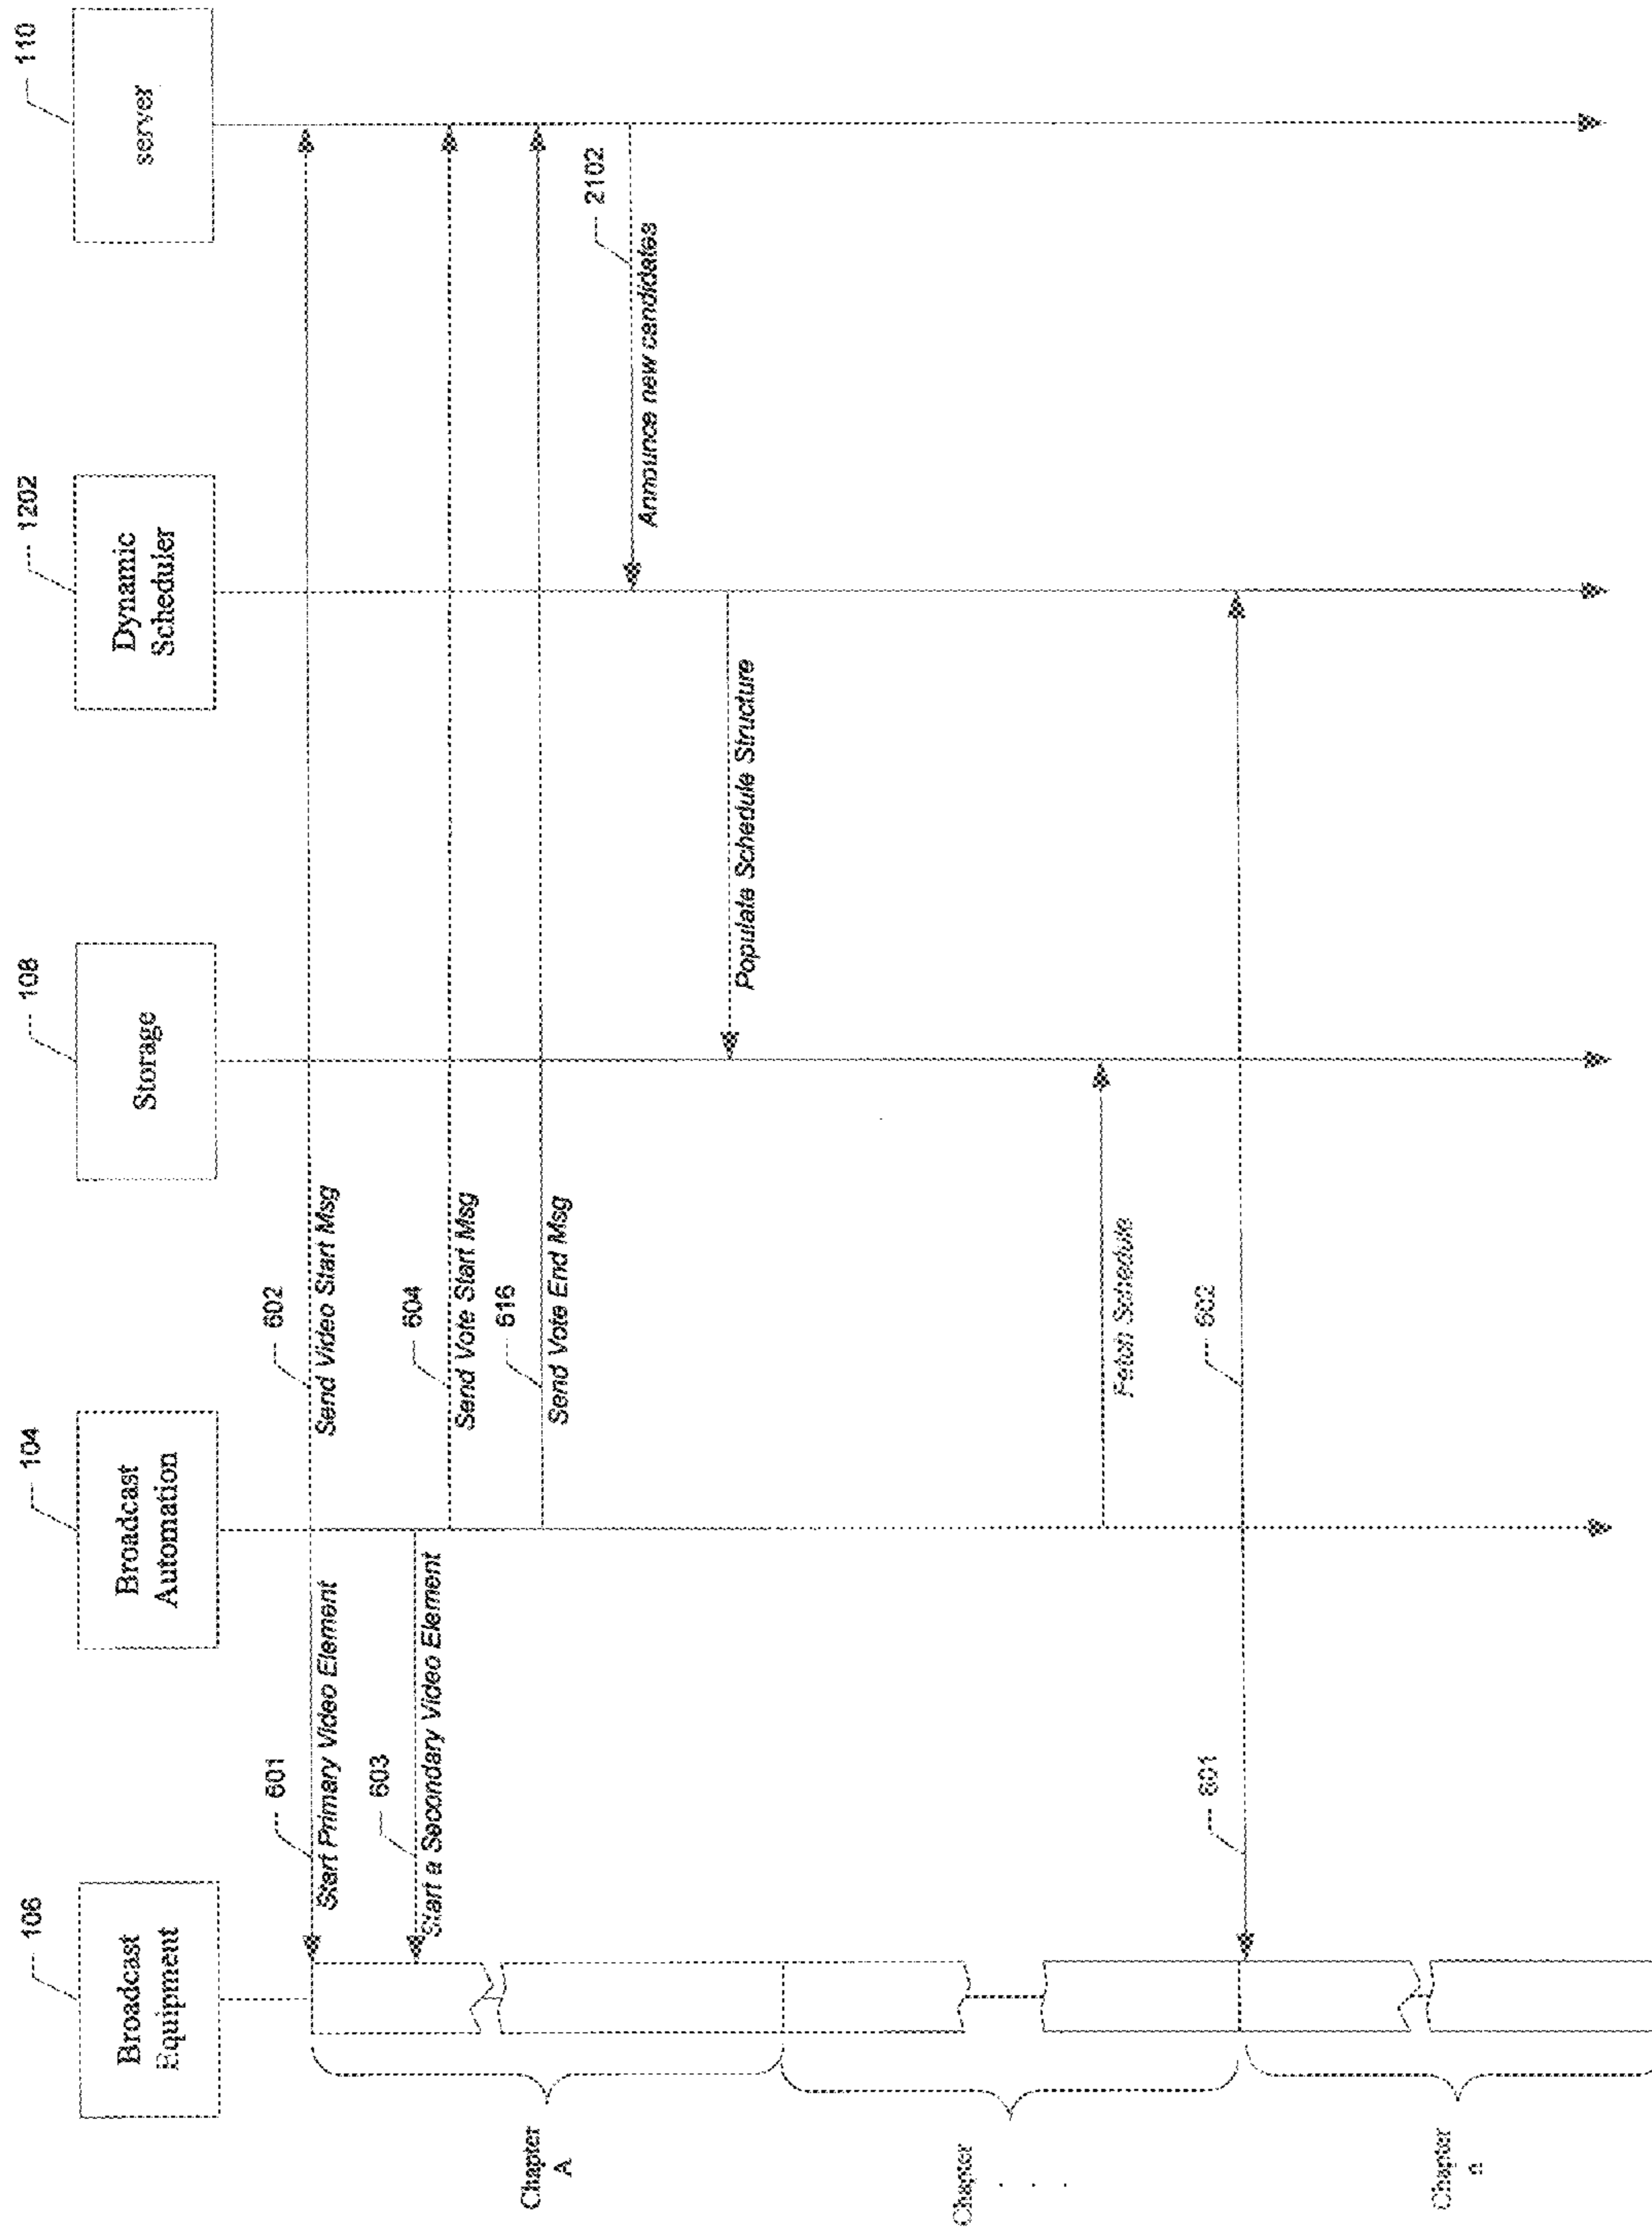 106
104
108
1202
110
Broadcast
Equipment
Broadcast
Automation
Storage
Dynamic
Scheduler
server
601
602
Start Primary Video Element
Send Video Start Msg
603
604
Start a Secondary Video Element
Send Vote Start Msg
616
Send Vote End Msg
Chapter
A
2102
Announce new candidates
Populate Schedule Structure
Chapter
. . .
Fetch Schedule
601
602
Chapter
n